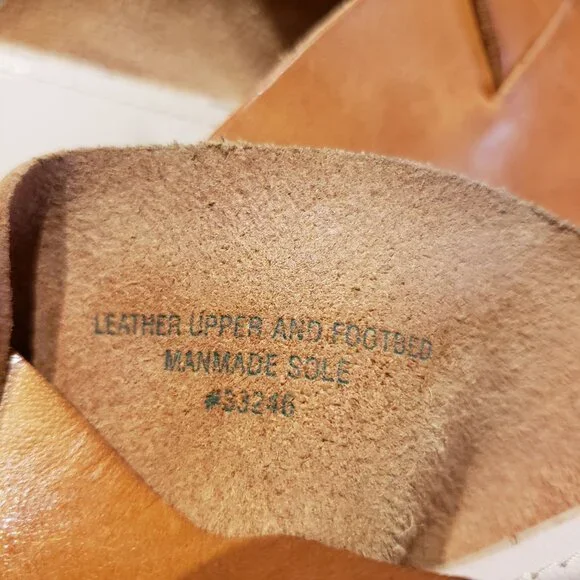 LEATHER UPPER AND FOOTBED
MANMADE SOLE
#33246